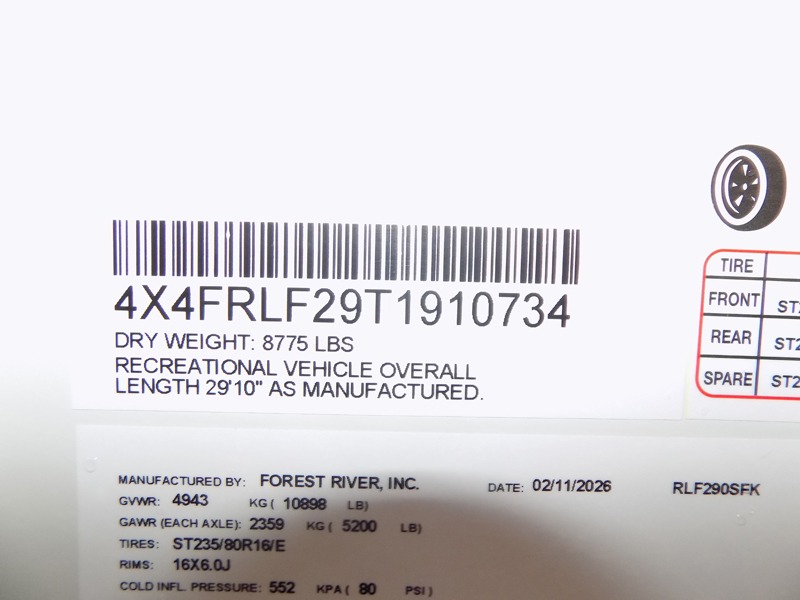 4X4FRLF29T1910734
DRY WEIGHT: 8775 LBS
RECREATIONAL VEHICLE OVERALL
LENGTH 29'10" AS MANUFACTURED.
TIRE
FRONT
REAR
SPARE
MANUFACTURED BY: FOREST RIVER, INC. DATE: 02/11/2026 RLF290SFK
GVWR: 4943 KG ( 10898 LB)
GAWR (EACH AXLE): 2359 KG ( 5200 LB)
TIRES: ST235/80R16/E
RIMS: 16X6.0J
COLD INFL. PRESSURE: 552 KPA ( 80 PSI )